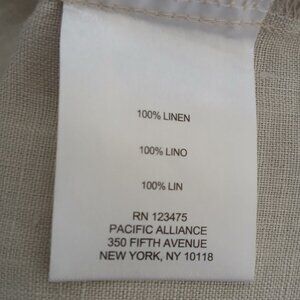 100% LINEN
100% LINO
100% LIN
RN 123475
PACIFIC ALLIANCE
350 FIFTH AVENUE
NEW YORK, NY 10118